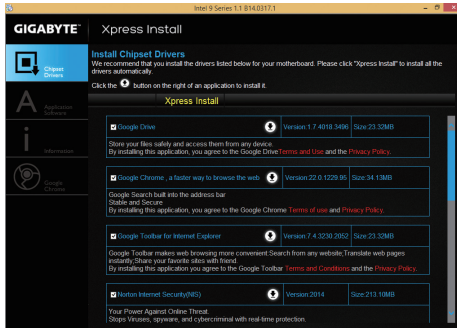 Intel 9 Series 1.1 B14.0317.1
GIGABYTE™
Xpress Install
Chipset
Drivers
Application
Software
Information
Google
Chrome
Install Chipset Drivers
We recommend that you install the drivers listed below for your motherboard. Please click "Xpress Install" to install all the
drivers automatically.
Click the button on the right of an application to install it.
Xpress Install
Google Drive Version:1.7.4018.3496 Size:23.32MB
Store your files safely and access them from any device.
By installing this application, you agree to the Google DriveTerms and Use and the Privacy Policy.
Google Chrome , a faster way to browse the web Version:22.0.1229.95 Size:34.13MB
Google Search built into the address bar
Stable and Secure
By installing this application, you agree to the Google Chrome Terms of use and Privacy Policy.
Google Toolbar for Internet Explorer Version:7.4.3230.2052 Size:23.32MB
Google Toolbar makes web browsing more convenient:Search from any website;Translate web pages
instantly;Share your favorite sites with friend.
By installing this application you agree to the Google Toolbar Terms and Conditions and the Privacy Policy.
Norton Internet Security(NIS) Version:2014 Size:213.10MB
Your Power Against Online Threat.
Stops Viruses, spyware, and cybercriminal with real-time protection.